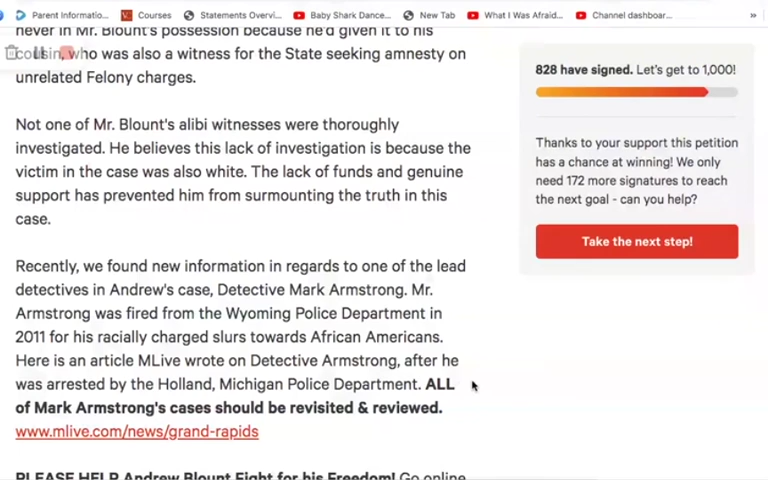 Parent Informatio...
Courses
Statements Overvi...
Baby Shark Dance...
New Tab
What I Was Afraid...
Channel dashboar...
»
never in Mr. Blount's possession because he'd given it to his
cousin, who was also a witness for the State seeking amnesty on
unrelated Felony charges.
Not one of Mr. Blount's alibi witnesses were thoroughly
investigated. He believes this lack of investigation is because the
victim in the case was also white. The lack of funds and genuine
support has prevented him from surmounting the truth in this
case.
Recently, we found new information in regards to one of the lead
detectives in Andrew's case, Detective Mark Armstrong. Mr.
Armstrong was fired from the Wyoming Police Department in
2011 for his racially charged slurs towards African Americans.
Here is an article MLive wrote on Detective Armstrong, after he
was arrested by the Holland, Michigan Police Department. ALL
of Mark Armstrong's cases should be revisited & reviewed.
www.mlive.com/news/grand-rapids
PLEASE HELP Andrew Blount Fight for his Freedom! Go online
828 have signed. Let's get to 1,000!
Thanks to your support this petition
has a chance at winning! We only
need 172 more signatures to reach
the next goal - can you help?
Take the next step!